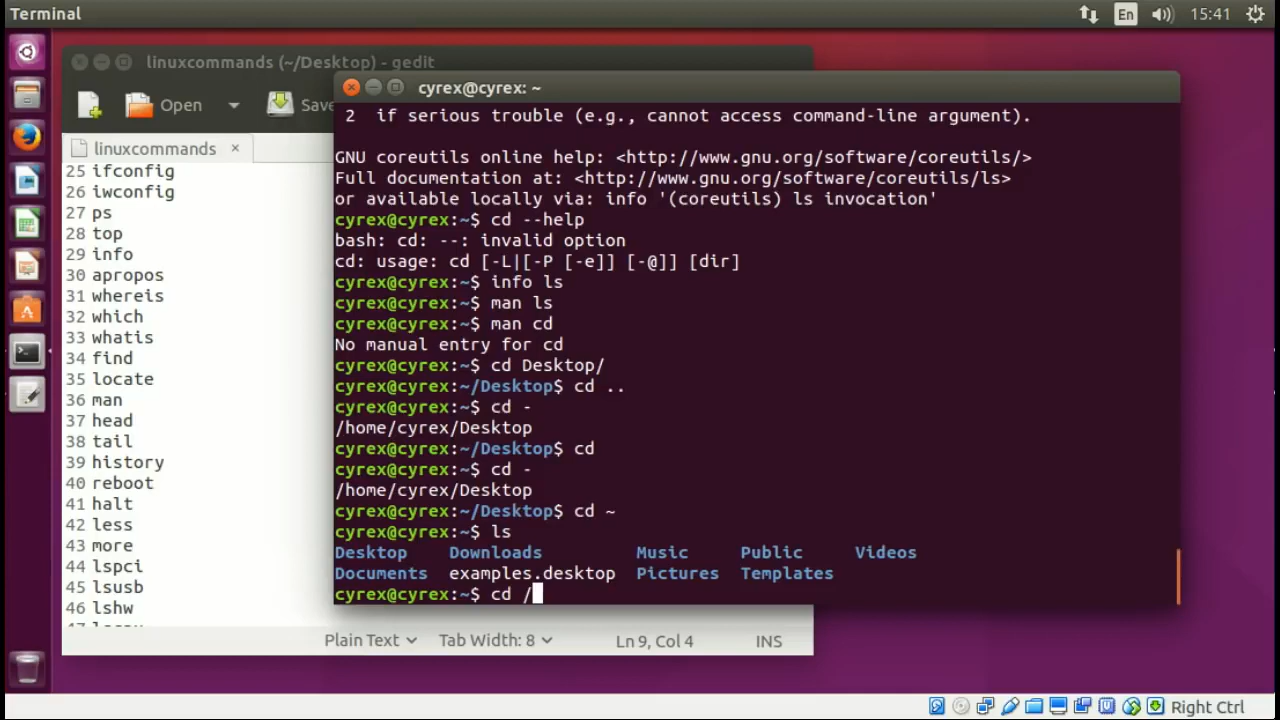 Terminal
En
15:41
linuxcommands (~/Desktop) - gedit
Open
Save
linuxcommands ×
25 ifconfig
26 iwconfig
27 ps
28 top
29 info
30 apropos
31 whereis
32 which
33 whatis
34 find
35 locate
36 man
37 head
38 tail
39 history
40 reboot
41 halt
42 less
43 more
44 lspci
45 lsusb
46 lshw
Plain Text
Tab Width: 8
Ln 9, Col 4
INS
cyrex@cyrex: ~
2  if serious trouble (e.g., cannot access command-line argument).
GNU coreutils online help: <http://www.gnu.org/software/coreutils/>
Full documentation at: <http://www.gnu.org/software/coreutils/ls>
or available locally via: info '(coreutils) ls invocation'
cyrex@cyrex:~$ cd --help
bash: cd: --: invalid option
cd: usage: cd [-L|[-P [-e]] [-@]] [dir]
cyrex@cyrex:~$ info ls
cyrex@cyrex:~$ man ls
cyrex@cyrex:~$ man cd
No manual entry for cd
cyrex@cyrex:~$ cd Desktop/
cyrex@cyrex:~/Desktop$ cd ..
cyrex@cyrex:~$ cd -
/home/cyrex/Desktop
cyrex@cyrex:~/Desktop$ cd
cyrex@cyrex:~$ cd -
/home/cyrex/Desktop
cyrex@cyrex:~/Desktop$ cd ~
cyrex@cyrex:~$ ls
Desktop    Downloads         Music     Public     Videos
Documents  examples.desktop  Pictures  Templates
cyrex@cyrex:~$ cd /
Right Ctrl